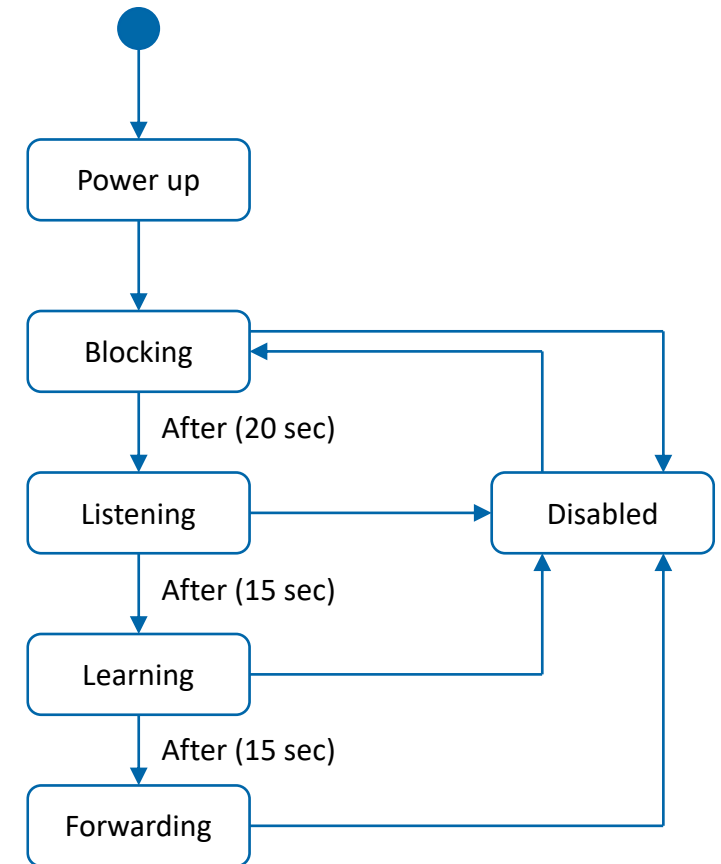 Power up
Blocking
After (20 sec)
Listening
Disabled
After (15 sec)
Learning
After (15 sec)
Forwarding